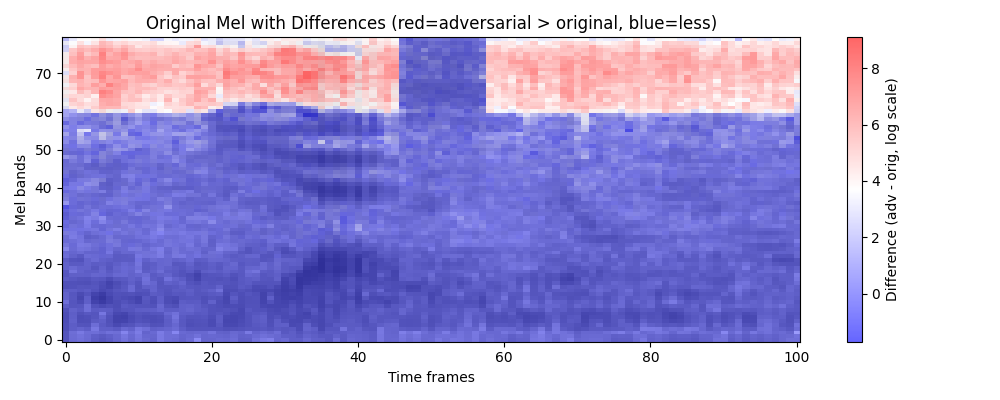 Original Mel with Differences (red=adversarial > original, blue=less)
Mel bands
70
60
50
40
30
20
10
0
0 20 40 60 80 100
Time frames
8
6
4
2
0
Difference (adv - orig, log scale)